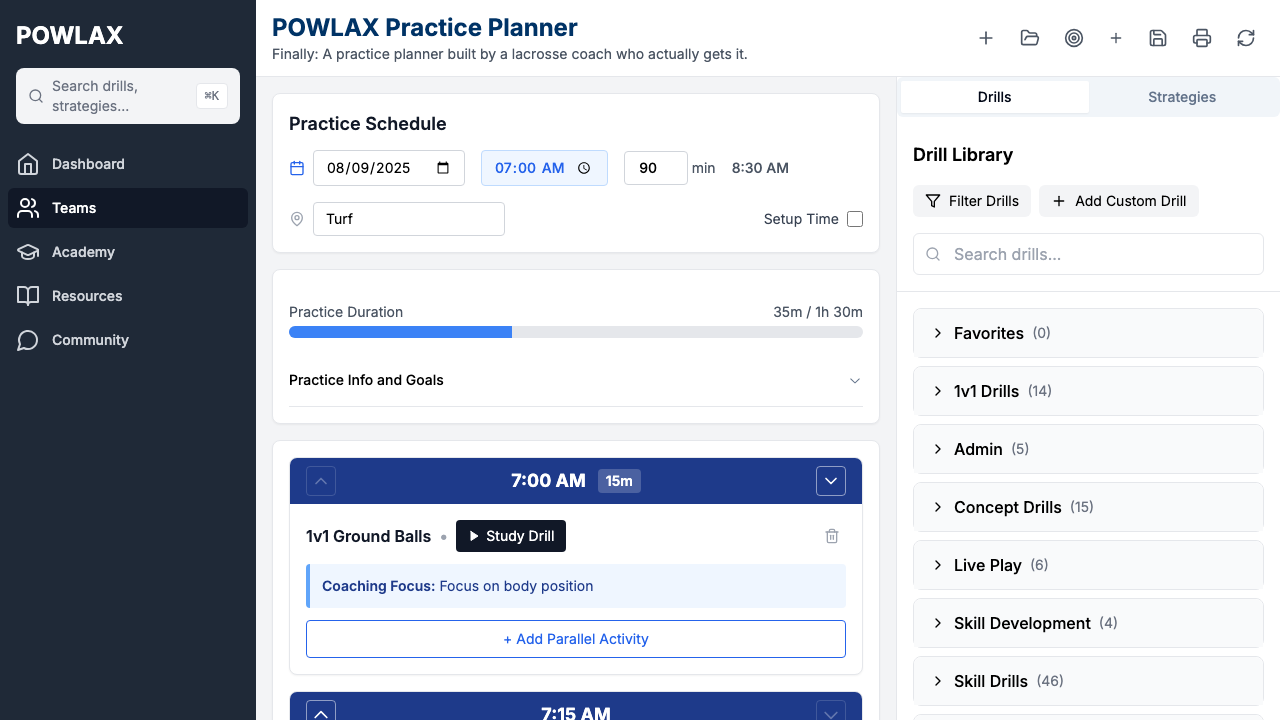 POWLAX
Search drills,
strategies...
⌘K
Dashboard
Teams
Academy
Resources
Community
POWLAX Practice Planner
Finally: A practice planner built by a lacrosse coach who actually gets it.
Practice Schedule
08/09/2025
07:00 AM
90
min
8:30 AM
Turf
Setup Time
Practice Duration
35m / 1h 30m
Practice Info and Goals
7:00 AM
15m
1v1 Ground Balls
•
Study Drill
Coaching Focus: Focus on body position
+ Add Parallel Activity
7:15 AM
Drills
Strategies
Drill Library
Filter Drills
Add Custom Drill
Search drills...
Favorites (0)
1v1 Drills (14)
Admin (5)
Concept Drills (15)
Live Play (6)
Skill Development (4)
Skill Drills (46)